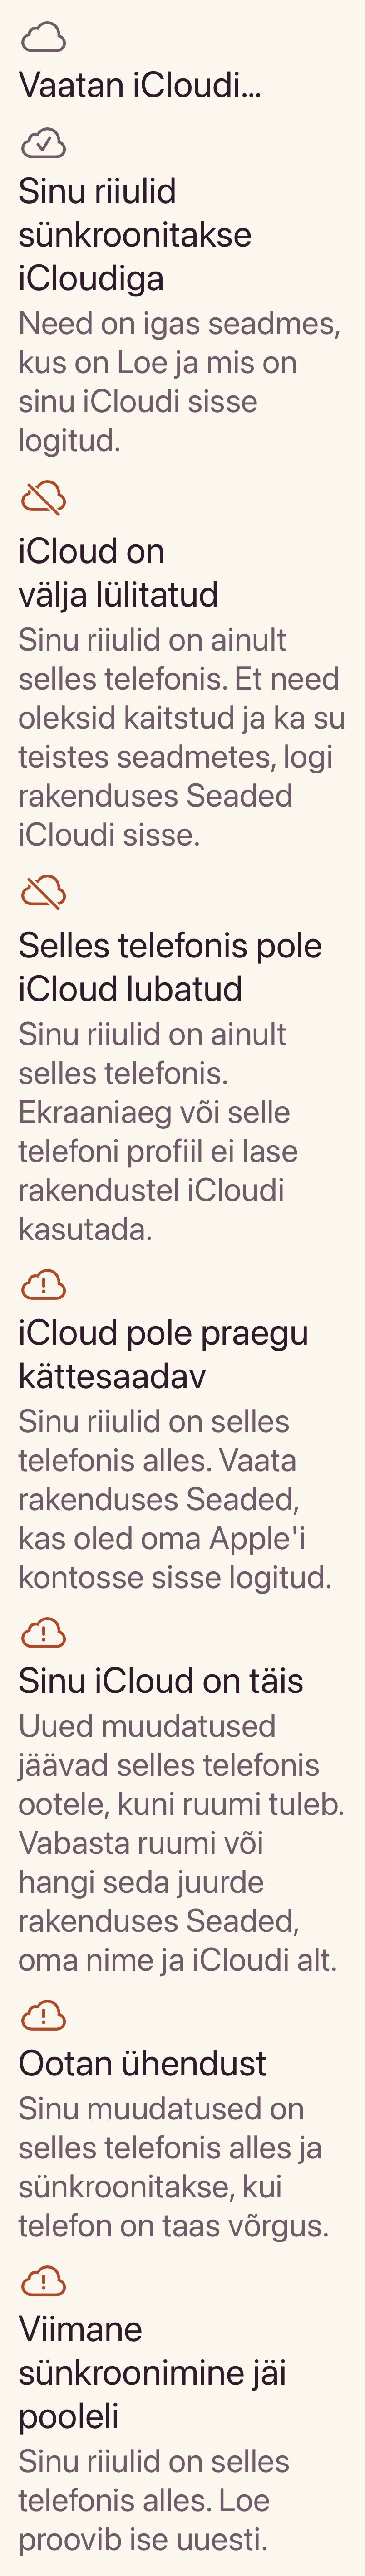 Vaatan iCloudi...
Sinu riiulid
sünkroonitakse
iCloudiga
Need on igas seadmes,
kus on Loe ja mis on
sinu iCloudi sisse
logitud.
iCloud on
välja lülitatud
Sinu riiulid on ainult
selles telefonis. Et need
oleksid kaitstud ja ka su
teistes seadmetes, logi
rakenduses Seaded
iCloudi sisse.
Selles telefonis pole
iCloud lubatud
Sinu riiulid on ainult
selles telefonis.
Ekraaniaeg või selle
telefoni profiil ei lase
rakendustel iCloudi
kasutada.
iCloud pole praegu
kättesaadav
Sinu riiulid on selles
telefonis alles. Vaata
rakenduses Seaded,
kas oled oma Apple'i
kontosse sisse logitud.
Sinu iCloud on täis
Uued muudatused
jäävad selles telefonis
ootele, kuni ruumi tuleb.
Vabasta ruumi või
hangi seda juurde
rakenduses Seaded,
oma nime ja iCloudi alt.
Ootan ühendust
Sinu muudatused on
selles telefonis alles ja
sünkroonitakse, kui
telefon on taas võrgus.
Viimane
sünkroonimine jäi
pooleli
Sinu riiulid on selles
telefonis alles. Loe
proovib ise uuesti.